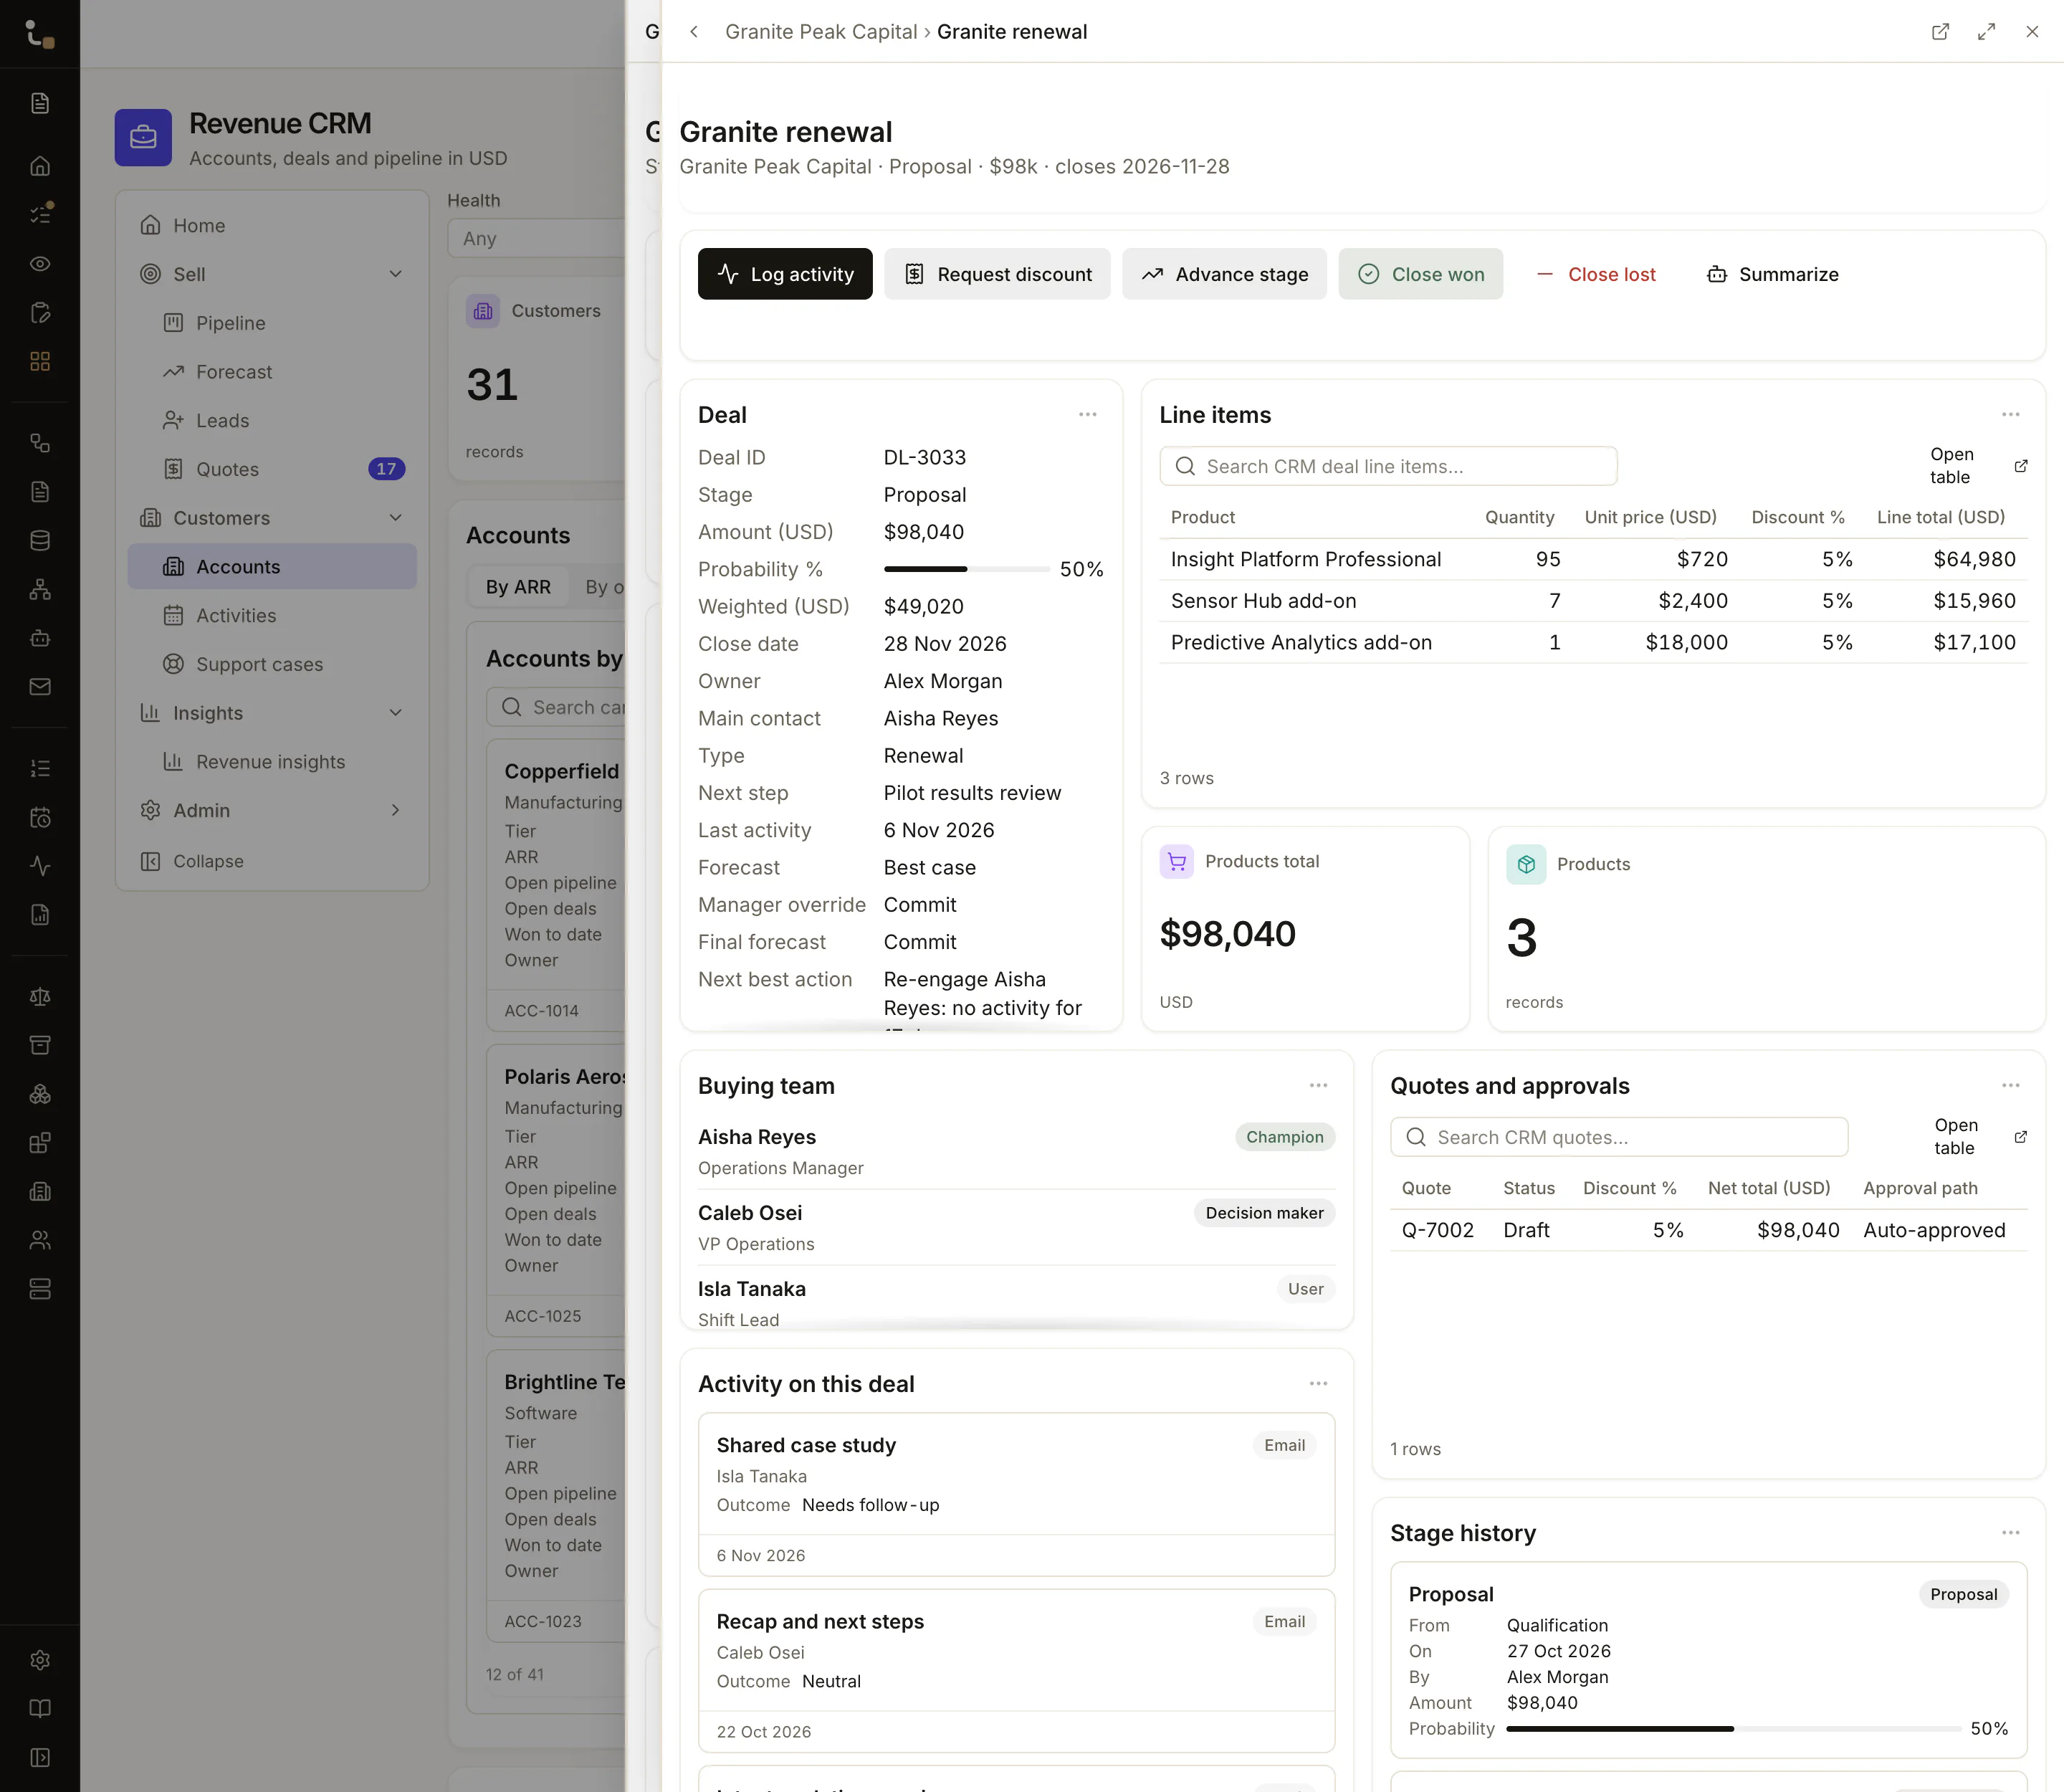 Revenue CRM
Accounts, deals and pipeline in USD
Home
Sell
Pipeline
Forecast
Leads
Quotes 17
Customers
Accounts
Activities
Support cases
Insights
Revenue insights
Admin
Collapse
Health
Any
Customers
31
records
Accounts
By ARR
Accounts by
Search
Copperfield
Manufacturing
Tier
ARR
Open pipeline
Open deals
Won to date
Owner
ACC-1014
Polaris
Manufacturing
Tier
ARR
Open pipeline
Open deals
Won to date
Owner
ACC-1025
Brightline
Software
Tier
ARR
Open pipeline
Open deals
Won to date
Owner
ACC-1023
12 of 41
Granite Peak Capital › Granite renewal
Granite renewal
Granite Peak Capital · Proposal · $98k · closes 2026-11-28
Log activity Request discount Advance stage Close won Close lost Summarize
Deal
Deal ID DL-3033
Stage Proposal
Amount (USD) $98,040
Probability % 50%
Weighted (USD) $49,020
Close date 28 Nov 2026
Owner Alex Morgan
Main contact Aisha Reyes
Type Renewal
Next step Pilot results review
Last activity 6 Nov 2026
Forecast Best case
Manager override Commit
Final forecast Commit
Next best action Re-engage Aisha
Reyes: no activity for
Line items
Search CRM deal line items...
Open
table
Product Quantity Unit price (USD) Discount % Line total (USD)
Insight Platform Professional 95 $720 5% $64,980
Sensor Hub add-on 7 $2,400 5% $15,960
Predictive Analytics add-on 1 $18,000 5% $17,100
3 rows
Products total
$98,040
USD
Products
3
records
Buying team
Aisha Reyes Champion
Operations Manager
Caleb Osei Decision maker
VP Operations
Isla Tanaka User
Shift Lead
Quotes and approvals
Search CRM quotes...
Open
table
Quote Status Discount % Net total (USD) Approval path
Q-7002 Draft 5% $98,040 Auto-approved
1 rows
Activity on this deal
Shared case study Email
Isla Tanaka
Outcome Needs follow-up
6 Nov 2026
Recap and next steps Email
Caleb Osei
Outcome Neutral
22 Oct 2026
Stage history
Proposal Proposal
From Qualification
On 27 Oct 2026
By Alex Morgan
Amount $98,040
Probability 50%